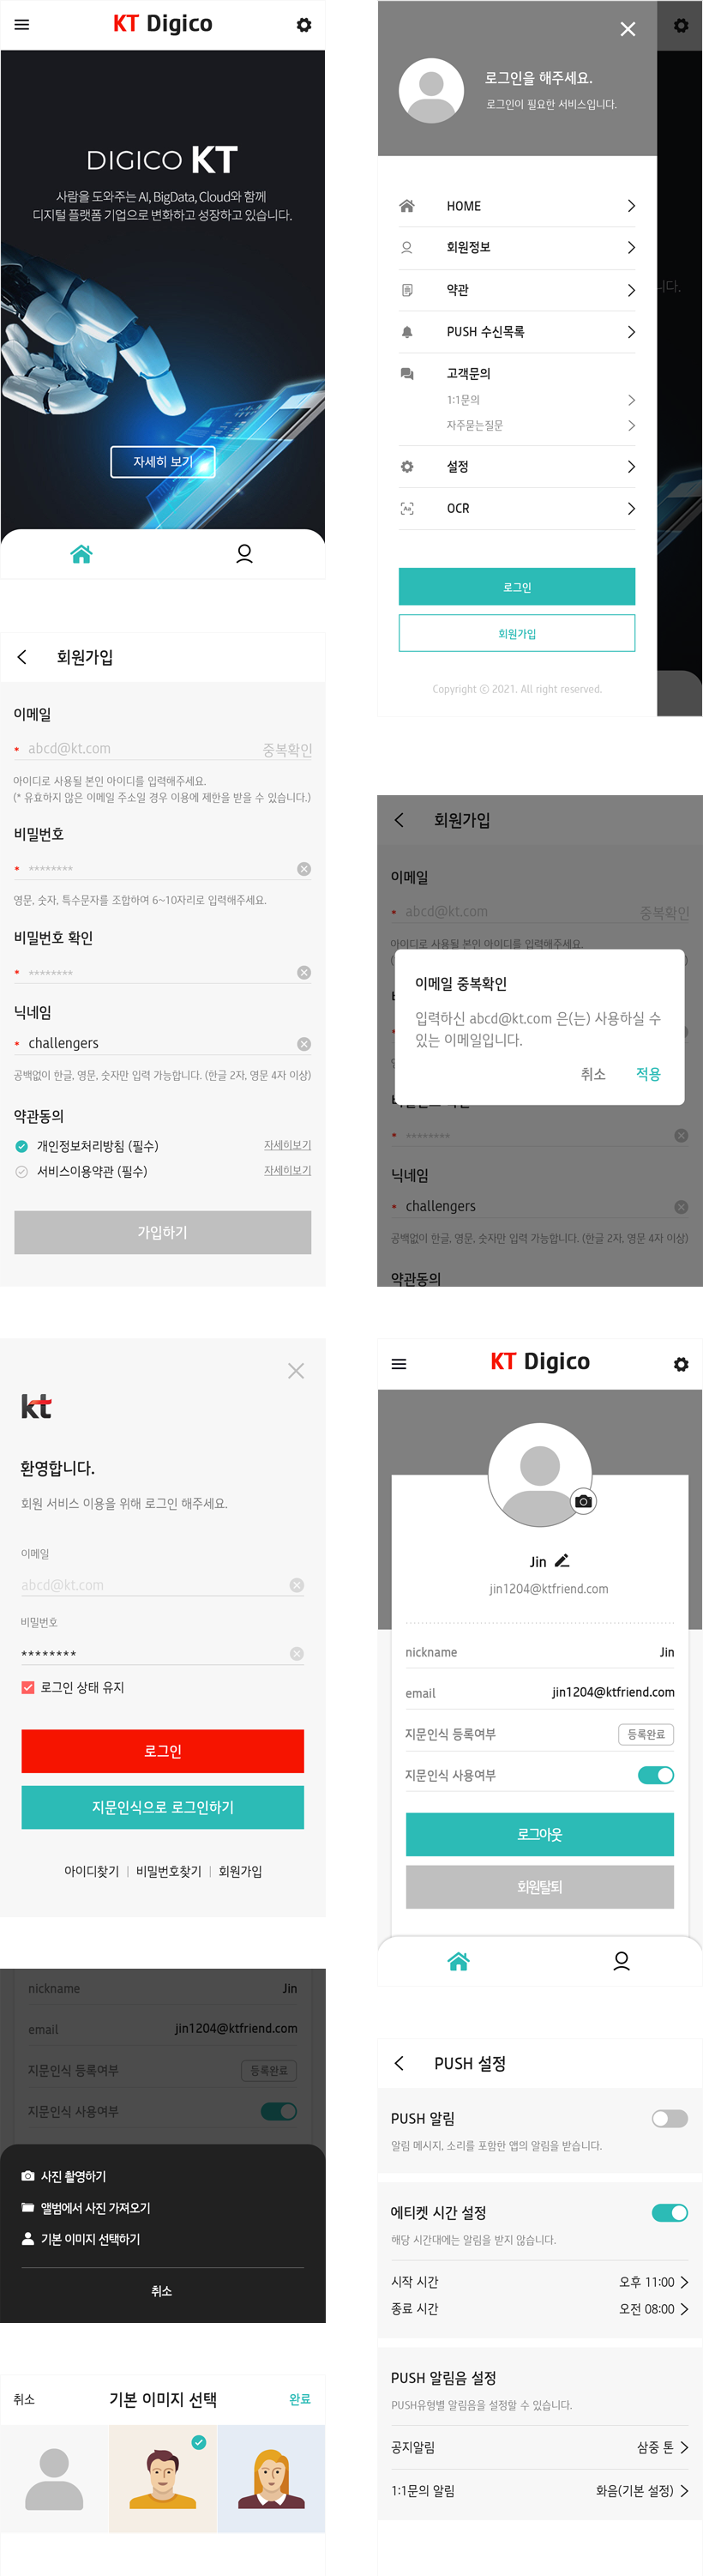 KT Digico
DIGICO KT
사람을 도와주는 AI, BigData, Cloud와 함께
디지털 플랫폼 기업으로 변화하고 성장하고 있습니다.
자세히 보기
로그인을 해주세요.
로그인이 필요한 서비스입니다.
HOME
회원정보
약관
PUSH 수신목록
고객문의
1:1문의
자주묻는질문
설정
OCR
로그인
회원가입
Copyright ⓒ 2021. All right reserved.
니다.
회원가입
이메일
* abcd@kt.com 중복확인
아이디로 사용될 본인 아이디를 입력해주세요.
(* 유효하지 않은 이메일 주소일 경우 이용에 제한을 받을 수 있습니다.)
비밀번호
* ********
영문, 숫자, 특수문자를 조합하여 6~10자리로 입력해주세요.
비밀번호 확인
* ********
닉네임
* challengers
공백없이 한글, 영문, 숫자만 입력 가능합니다. (한글 2자, 영문 4자 이상)
약관동의
개인정보처리방침 (필수) 자세히보기
서비스이용약관 (필수) 자세히보기
가입하기
회원가입
이메일
* abcd@kt.com 중복확인
아이디로 사용될 본인 아이디를 입력해주세요.
이메일 중복확인
입력하신 abcd@kt.com 은(는) 사용하실 수
있는 이메일입니다.
취소 적용
* ********
닉네임
* challengers
공백없이 한글, 영문, 숫자만 입력 가능합니다. (한글 2자, 영문 4자 이상)
약관동의
kt
환영합니다.
회원 서비스 이용을 위해 로그인 해주세요.
이메일
abcd@kt.com
비밀번호
********
로그인 상태 유지
로그인
지문인식으로 로그인하기
아이디찾기 | 비밀번호찾기 | 회원가입
KT Digico
Jin
jin1204@ktfriend.com
nickname Jin
email jin1204@ktfriend.com
지문인식 등록여부 등록완료
지문인식 사용여부
로그아웃
회원탈퇴
nickname Jin
email jin1204@ktfriend.com
지문인식 등록여부 등록완료
지문인식 사용여부
사진 촬영하기
앨범에서 사진 가져오기
기본 이미지 선택하기
취소
PUSH 설정
PUSH 알림
알림 메시지, 소리를 포함한 앱의 알림을 받습니다.
에티켓 시간 설정
해당 시간대에는 알림을 받지 않습니다.
시작 시간 오후 11:00
종료 시간 오전 08:00
PUSH 알림음 설정
PUSH유형별 알림음을 설정할 수 있습니다.
공지알림 삼중 톤
1:1문의 알림 화음(기본 설정)
취소 기본 이미지 선택 완료